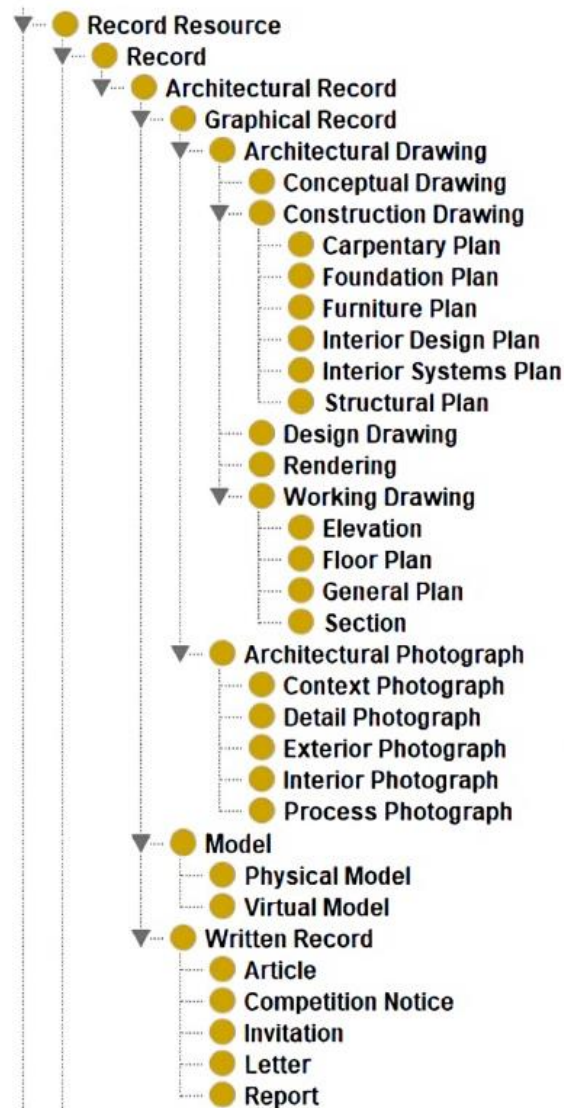 Record Resource
Record
Architectural Record
Graphical Record
Architectural Drawing
Conceptual Drawing
Construction Drawing
Carpentary Plan
Foundation Plan
Furniture Plan
Interior Design Plan
Interior Systems Plan
Structural Plan
Design Drawing
Rendering
Working Drawing
Elevation
Floor Plan
General Plan
Section
Architectural Photograph
Context Photograph
Detail Photograph
Exterior Photograph
Interior Photograph
Process Photograph
Model
Physical Model
Virtual Model
Written Record
Article
Competition Notice
Invitation
Letter
Report